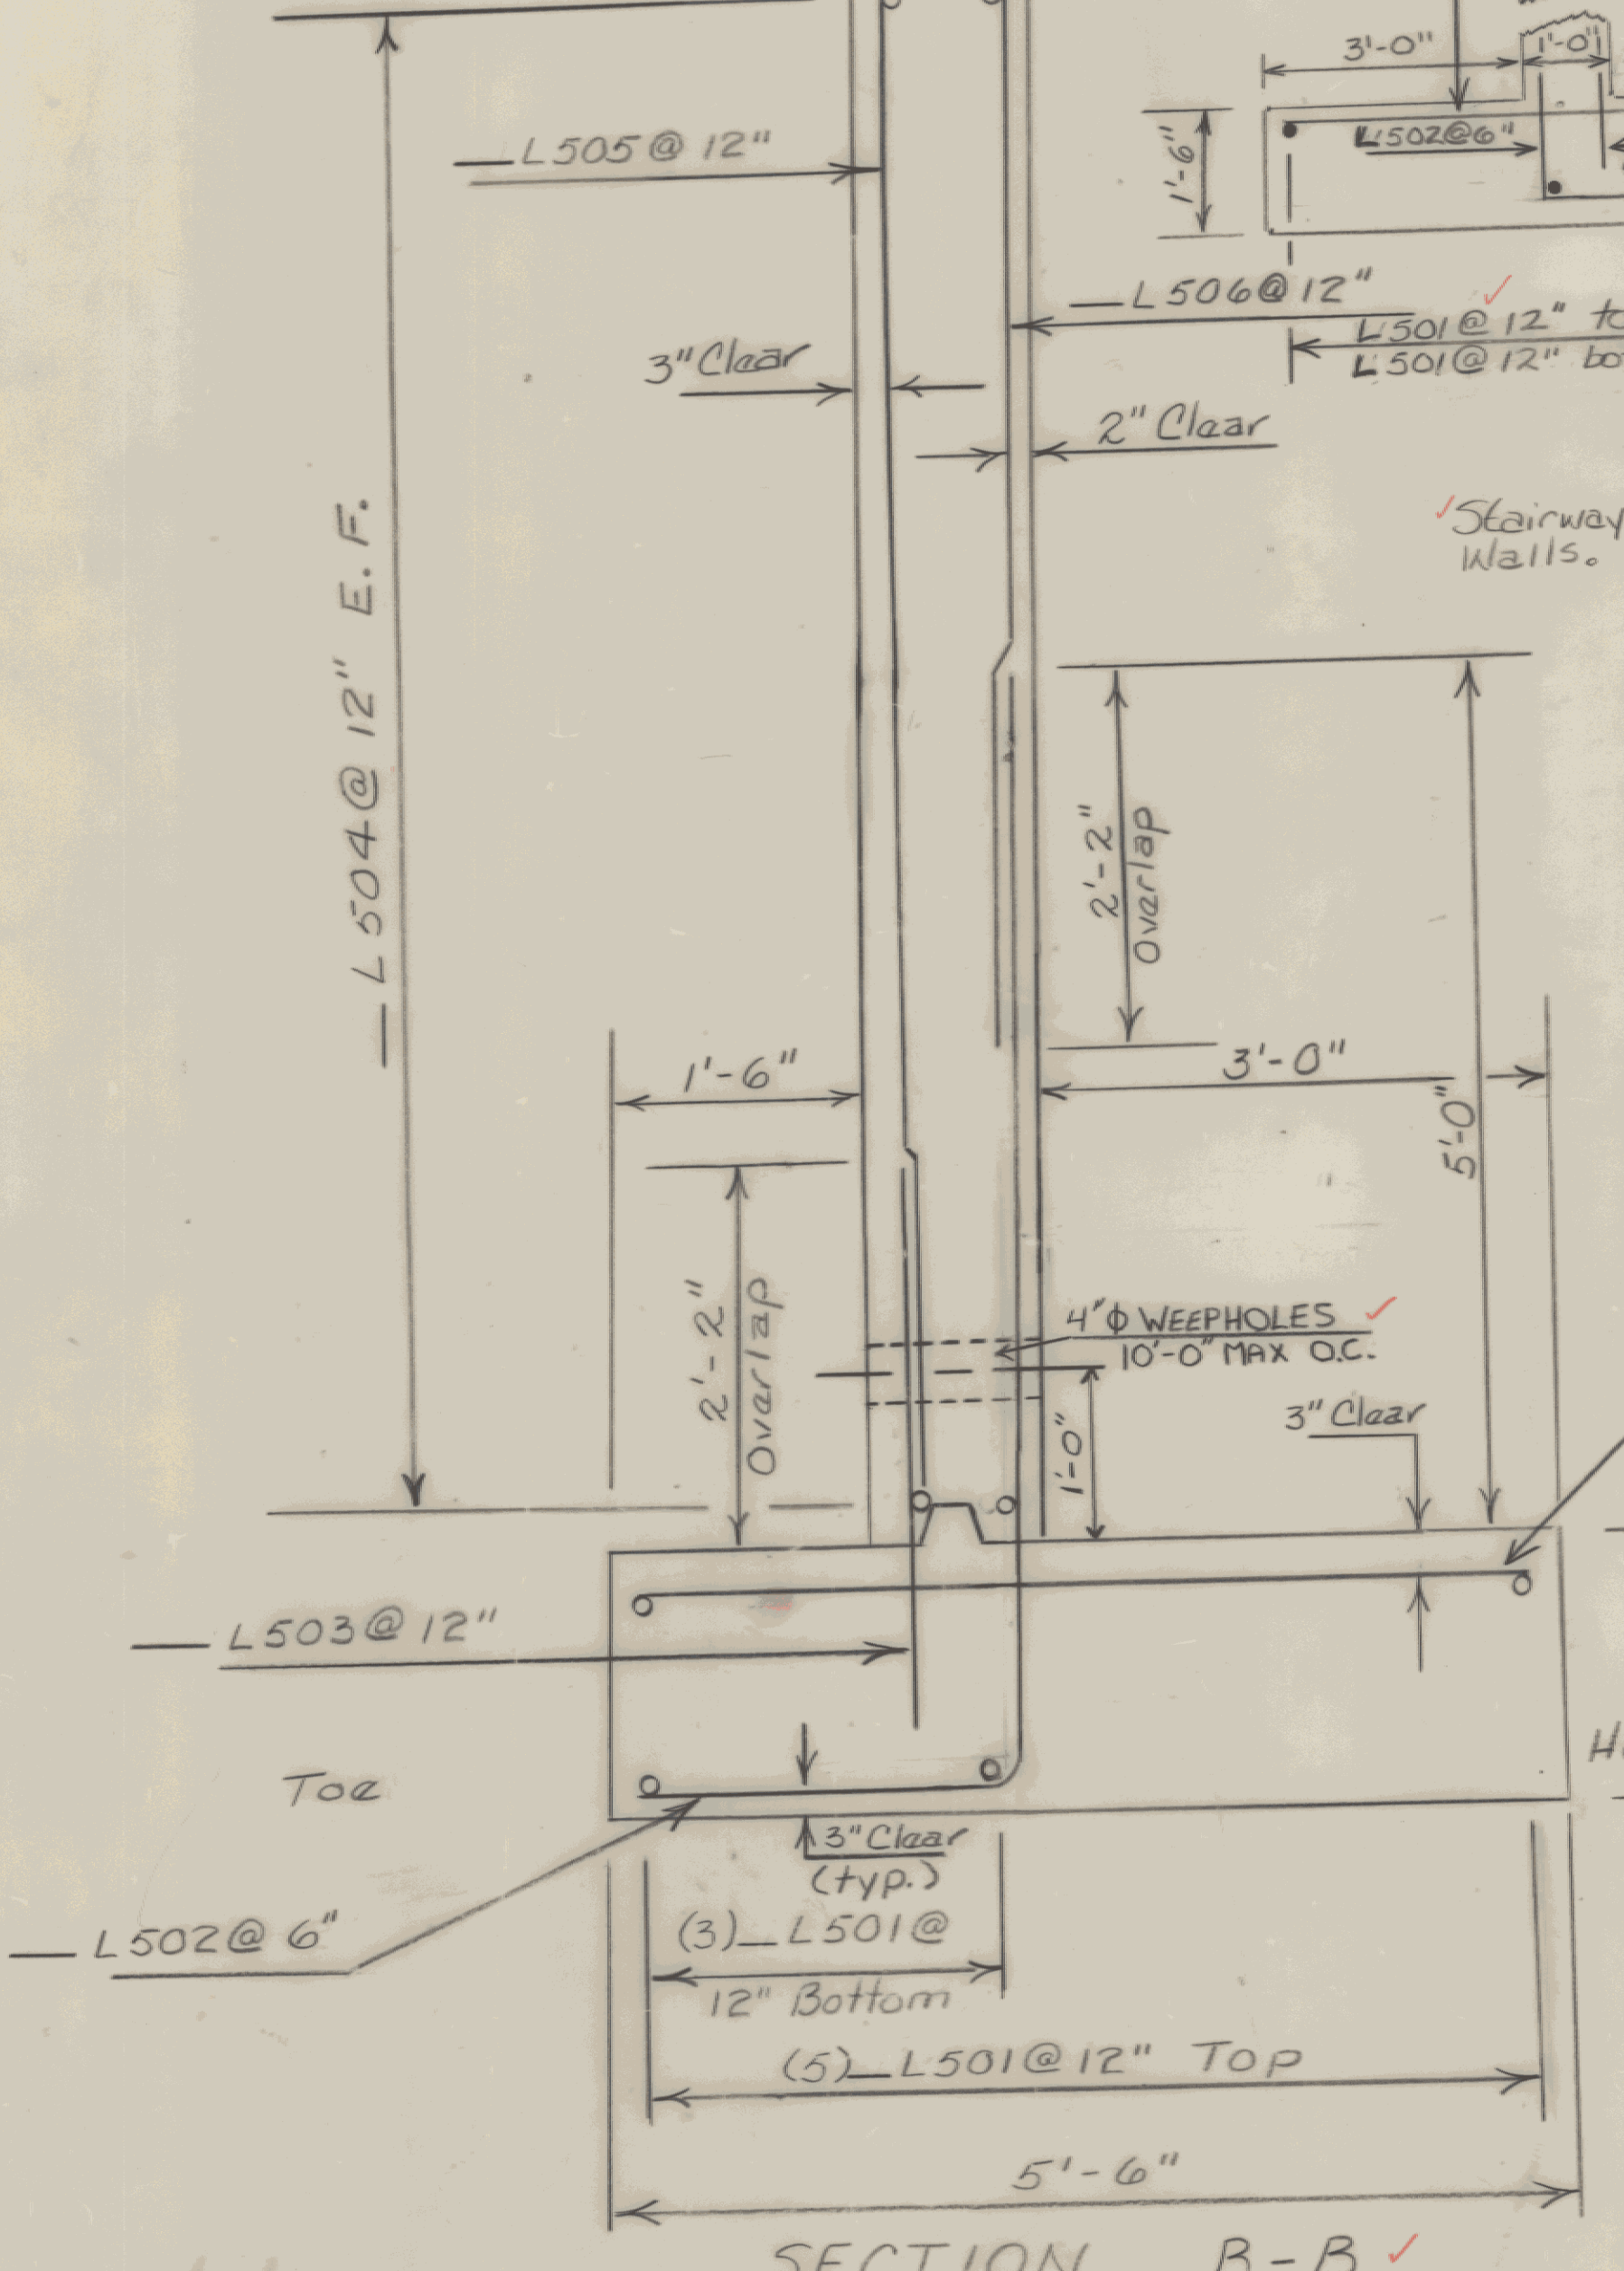 3'-0"
1'-0"
L505 @ 12"
1'-6"
L502@6"
L506@12"
L501@12"
L501@12"
3" Clear
2" Clear
Stairway
Walls.
L504@ 12" E.F.
2'-2"
Overlap
1'-6"
3'-0"
5'-0"
2'-2"
Overlap
4"Φ WEEPHOLES
10'-0" MAX O.C.
1'-0"
3" Clear
L503@ 12"
Toe
3" Clear
(typ.)
L502@ 6"
(3)__L501@
12" Bottom
(5)__L501@12" Top
5'-6"
SECTION B-B